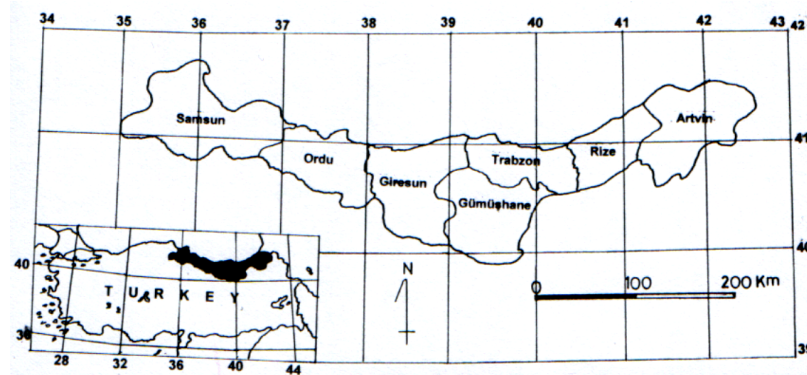 34 35 36 37 38 39 40 41 42 43 42
Samsun
Artvin
41
Ordu
Trabzon
Rize
Giresun
Gümüşhane
40
N
0 100 200 Km
40
T U R K E Y
28 32 36 40 44